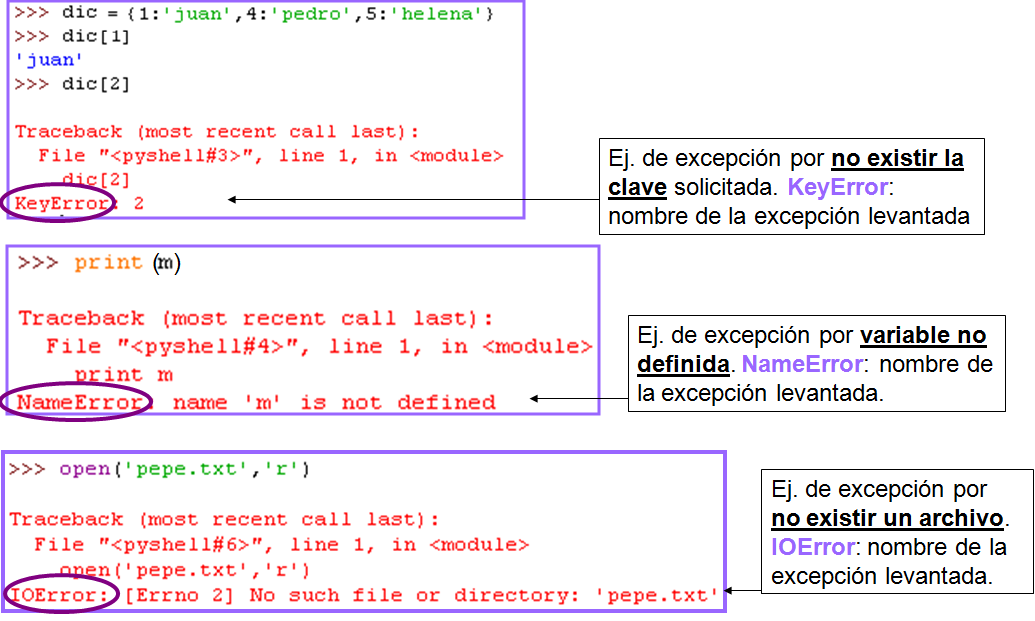 >>> dic = {1:'juan',4:'pedro',5:'helena'}
>>> dic[1]
'juan'
>>> dic[2]
Traceback (most recent call last):
File "<pyshell#3>", line 1, in <module>
dic[2]
KeyError: 2
Ej. de excepción por no existir la
clave solicitada. KeyError:
nombre de la excepción levantada
>>> print (m)
Traceback (most recent call last):
File "<pyshell#4>", line 1, in <module>
print m
NameError: name 'm' is not defined
Ej. de excepción por variable no
definida. NameError: nombre de
la excepción levantada.
>>> open('pepe.txt','r')
Traceback (most recent call last):
File "<pyshell#6>", line 1, in <module>
open('pepe.txt','r')
IOError: [Errno 2] No such file or directory: 'pepe.txt'
Ej. de excepción por
no existir un archivo.
IOError: nombre de la
excepción levantada.